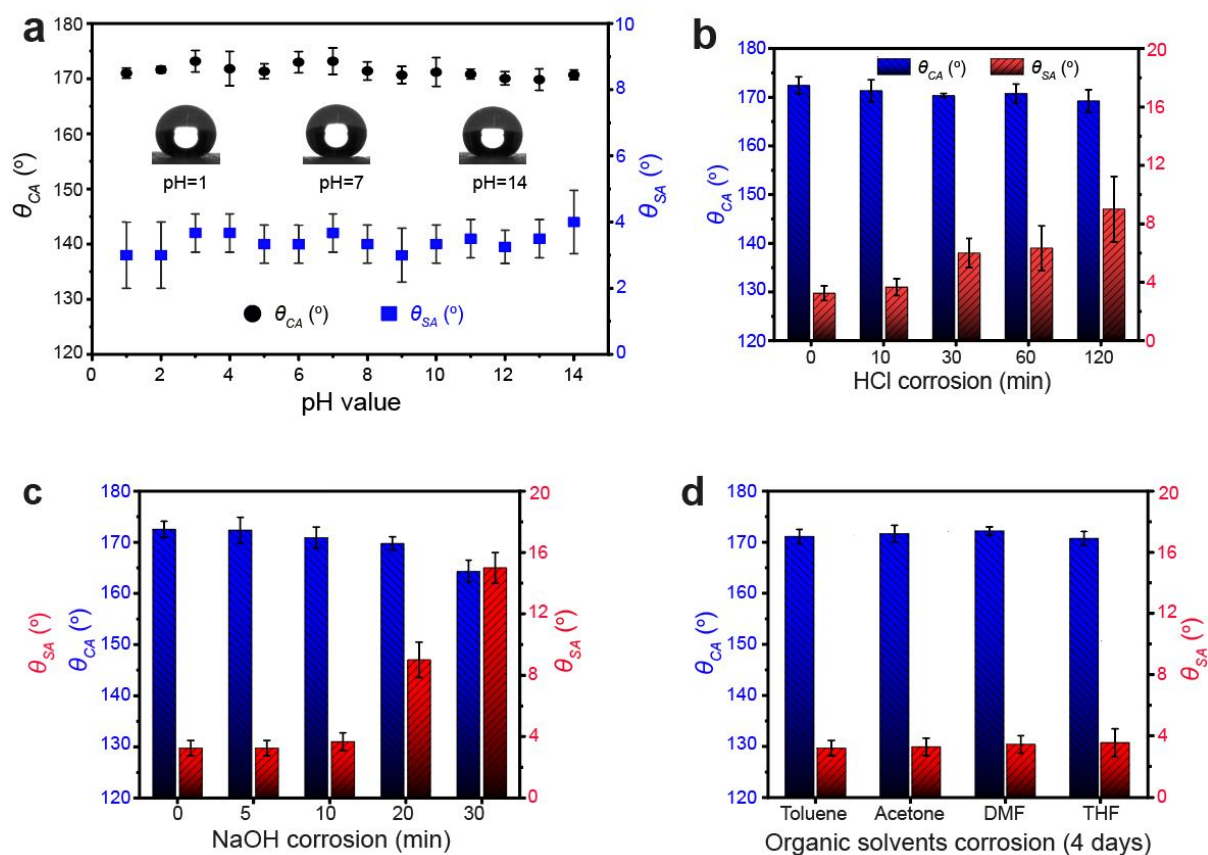 a
180
170
160
150
140
130
120
θCA (º)
10
8
6
4
2
0
θSA (º)
pH=1
pH=7
pH=14
θCA (º)
θSA (º)
0
2
4
6
8
10
12
14
pH value
b
180
170
160
150
140
130
120
θCA (º)
θCA (º)
θSA (º)
20
16
12
8
4
0
0
10
30
60
120
HCl corrosion (min)
c
180
170
160
150
140
130
120
θSA (º)
θCA (º)
20
16
12
8
4
0
θSA (º)
0
5
10
20
30
NaOH corrosion (min)
d
180
170
160
150
140
130
120
θCA (º)
20
16
12
8
4
0
θSA (º)
Toluene
Acetone
DMF
THF
Organic solvents corrosion (4 days)